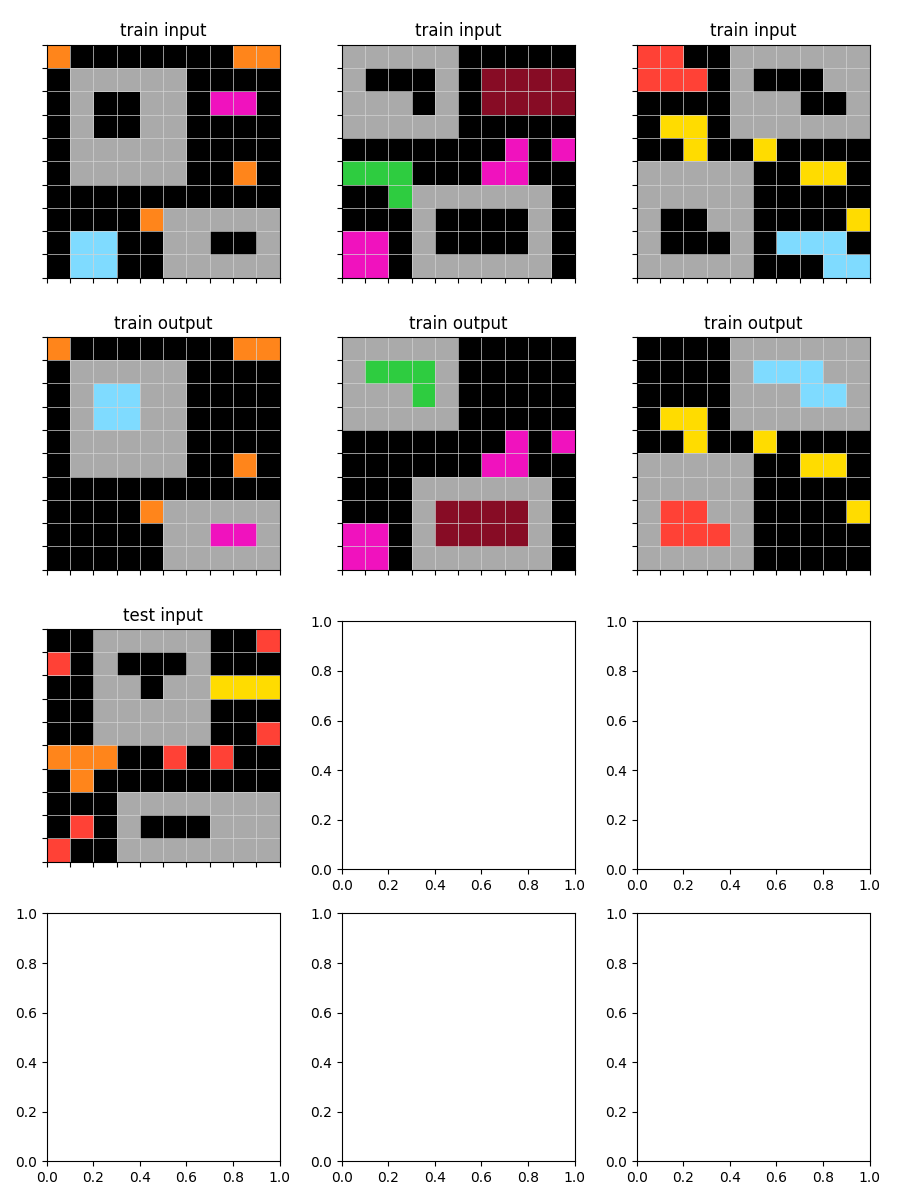 train input train input train input
train output train output train output
test input
1.0 1.0
0.8 0.8
0.6 0.6
0.4 0.4
0.2 0.2
0.0 0.0
0.0 0.2 0.4 0.6 0.8 1.0 0.0 0.2 0.4 0.6 0.8 1.0
1.0 1.0 1.0
0.8 0.8 0.8
0.6 0.6 0.6
0.4 0.4 0.4
0.2 0.2 0.2
0.0 0.0 0.0
0.0 0.2 0.4 0.6 0.8 1.0 0.0 0.2 0.4 0.6 0.8 1.0 0.0 0.2 0.4 0.6 0.8 1.0